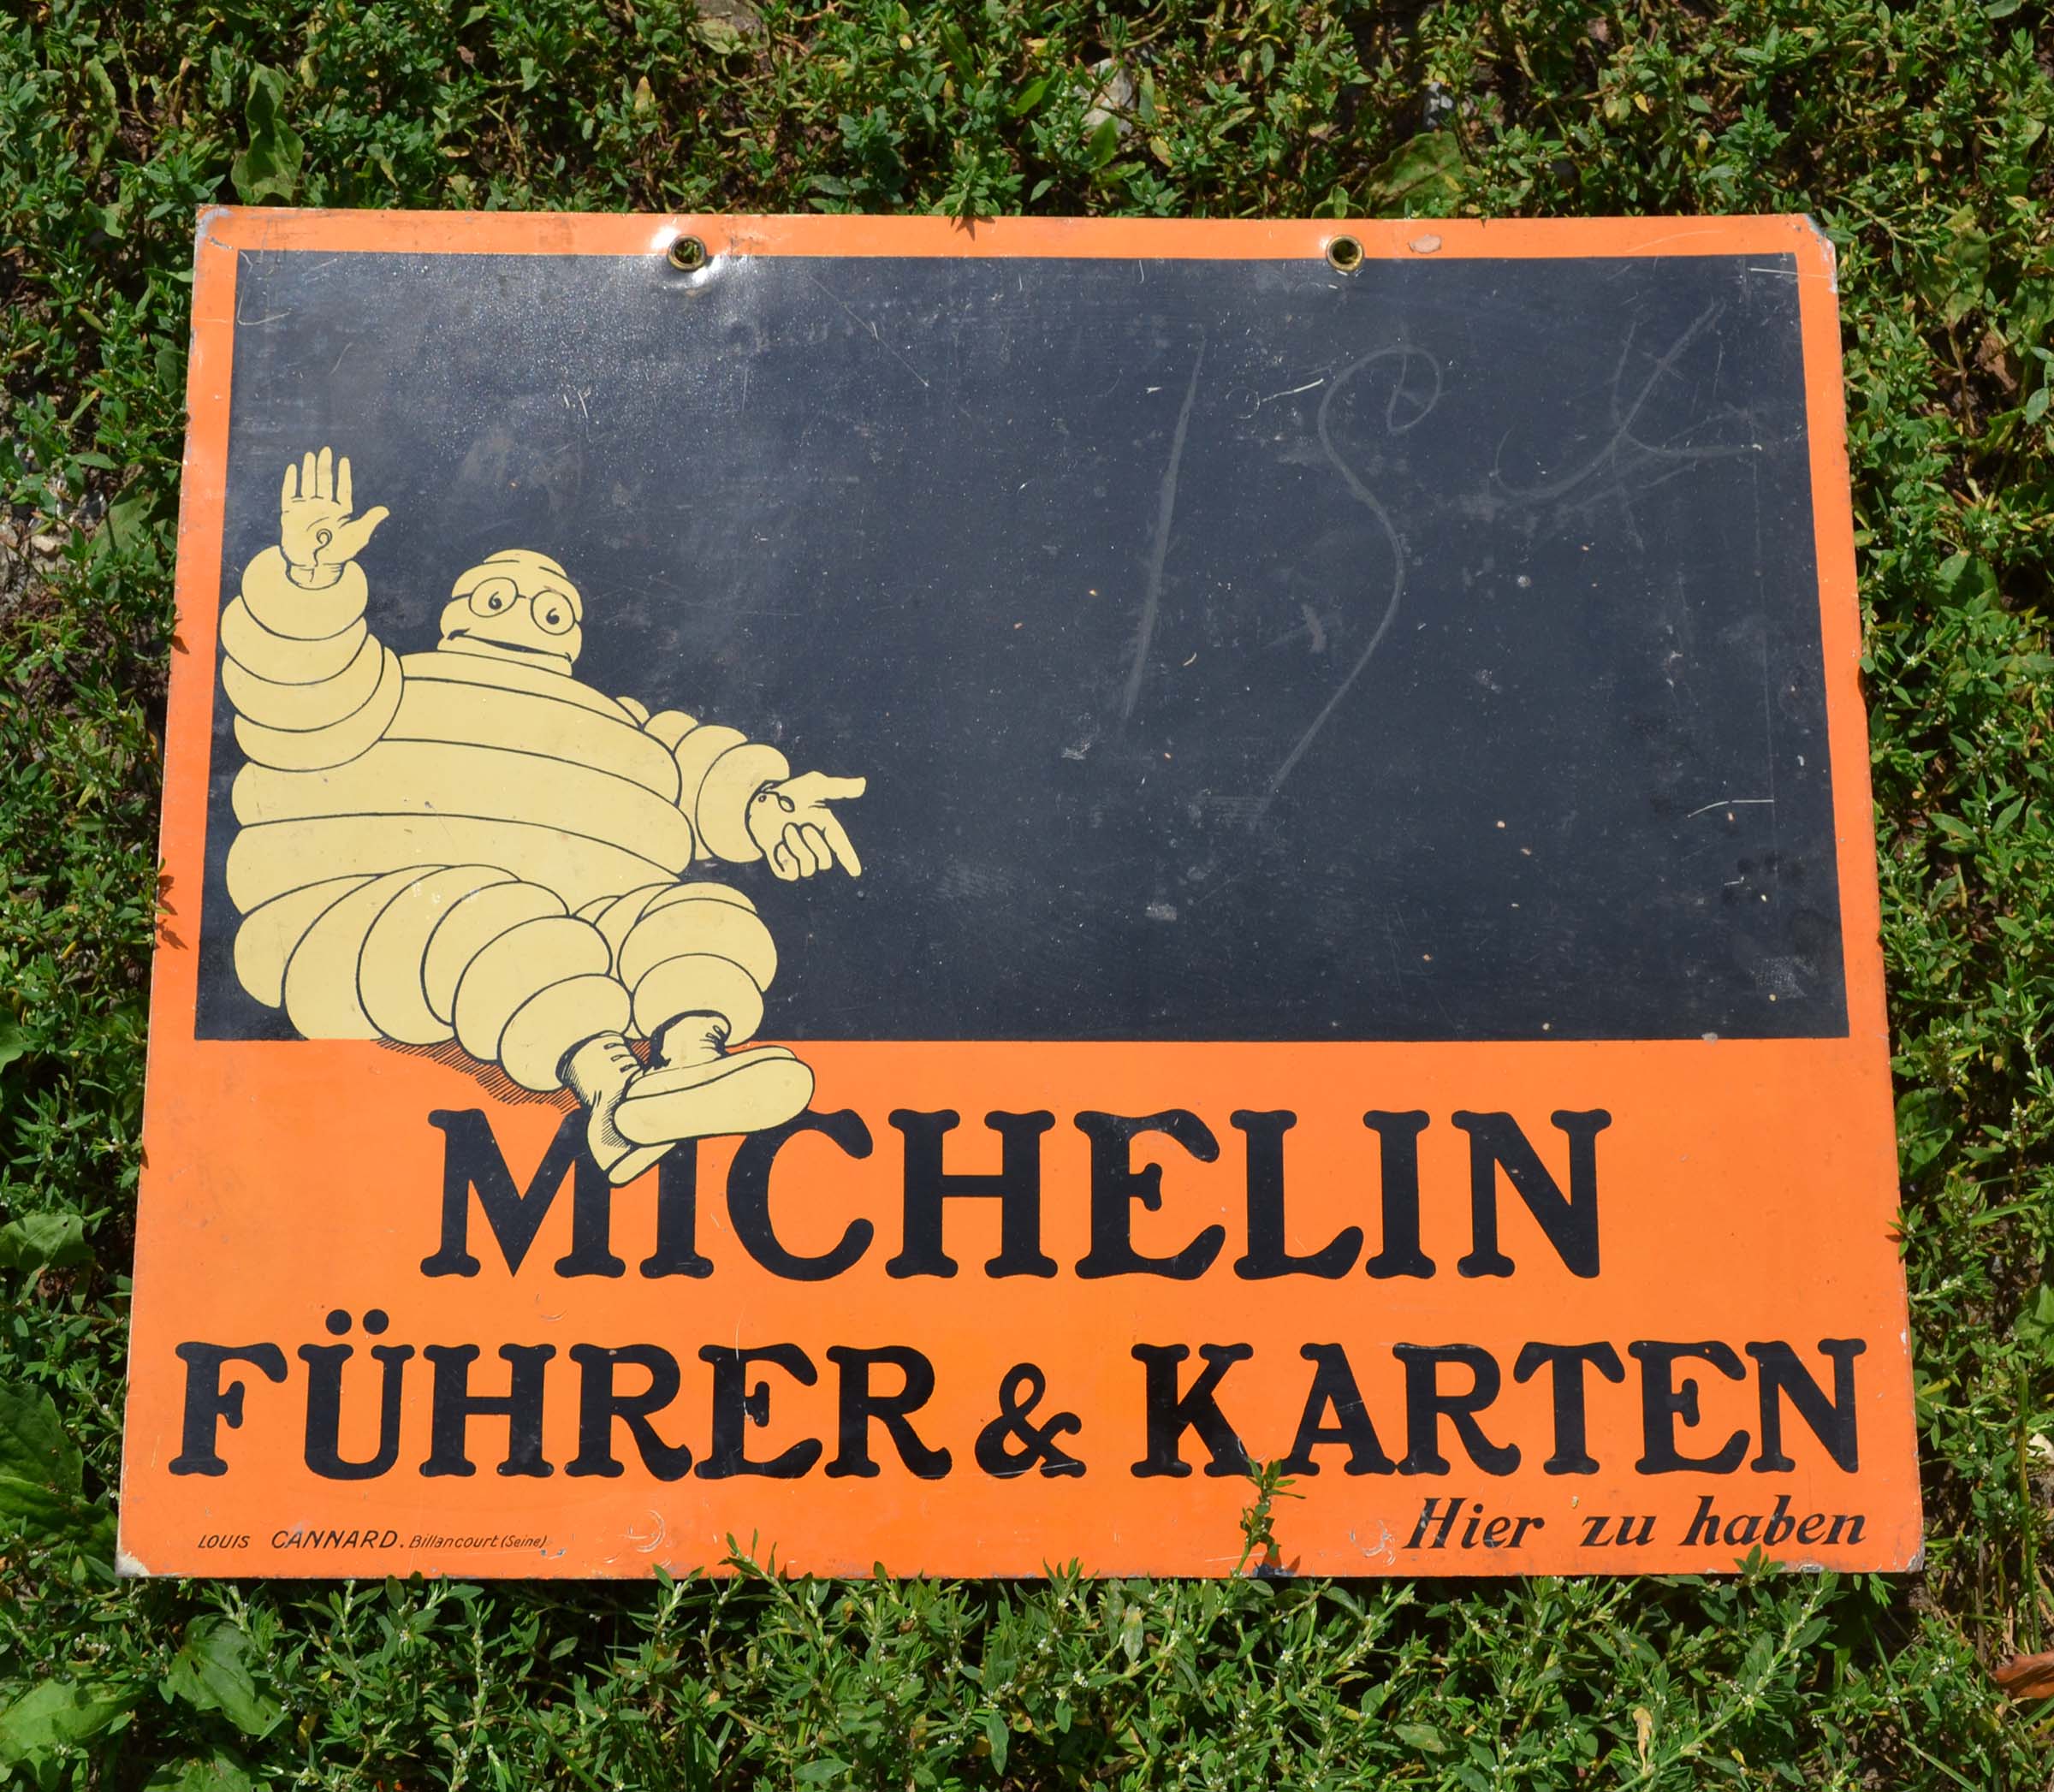 MICHELIN
FÜHRER & KARTEN
Hier zu haben
LOUIS CANNARD. Billancourt (Seine)